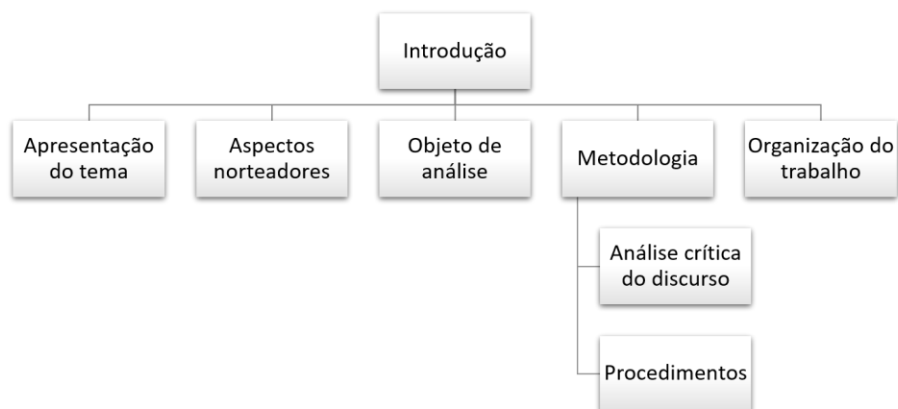 Introdução
Apresentação
do tema
Aspectos
norteadores
Objeto de
análise
Metodologia
Organização do
trabalho
Análise crítica
do discurso
Procedimentos